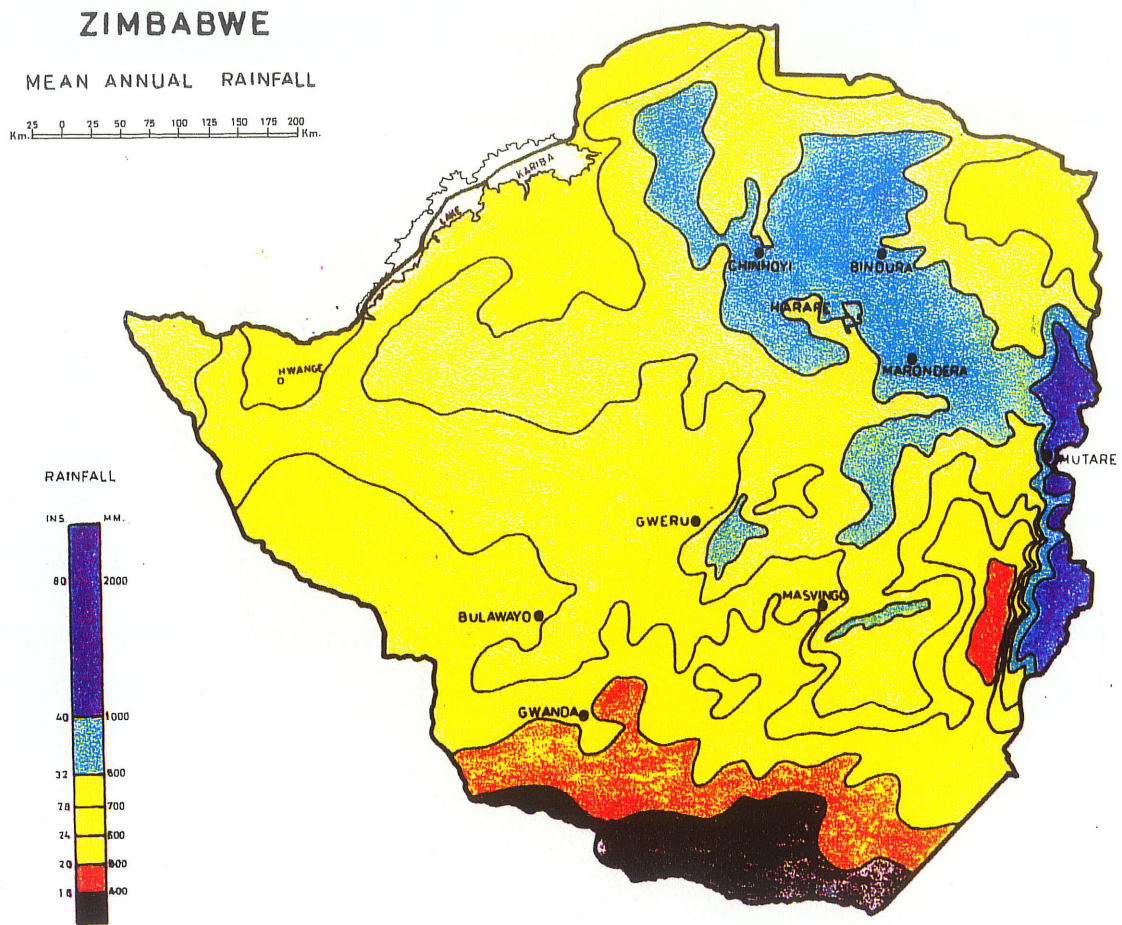 ZIMBABWE
MEAN ANNUAL RAINFALL
25 0 25 50 75 100 125 150 175 200
Km. Km.
KARIBA
LAKE
CHINHOYI
BINDURA
HARARE
HWANGE
MARONDERA
MUTARE
RAINFALL
INS. MM.
GWERU
80 2000
MASVINGO
BULAWAYO
40 1000
GWANDA
32 800
28 700
24 600
20 500
16 400